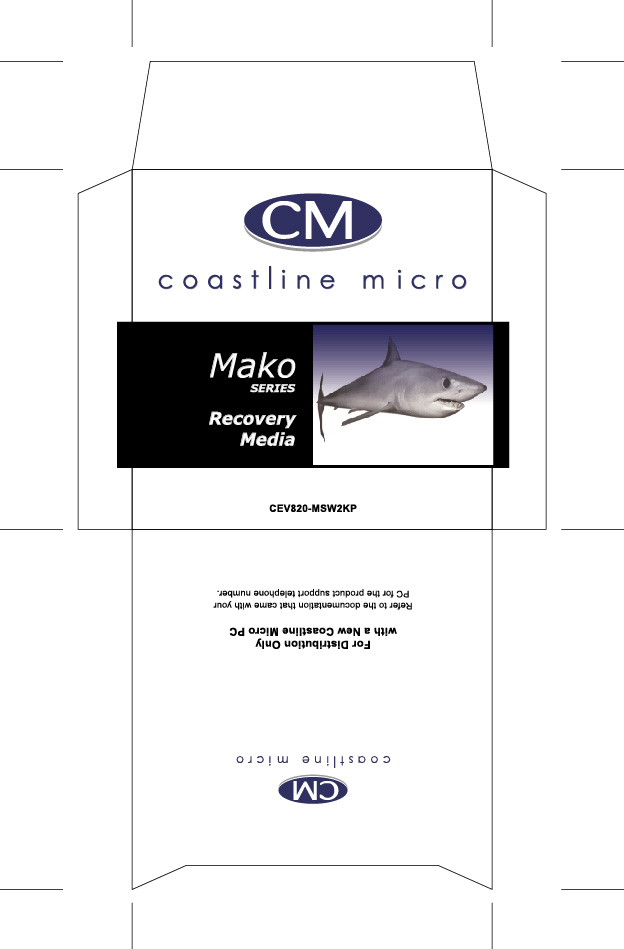 CM
coastline micro
Mako
SERIES
Recovery
Media
CEV820-MSW2KP
CM
coastline micro
For Distribution Only
with a New Coastline Micro PC
Refer to the documentation that came with your
PC for the product support telephone number.